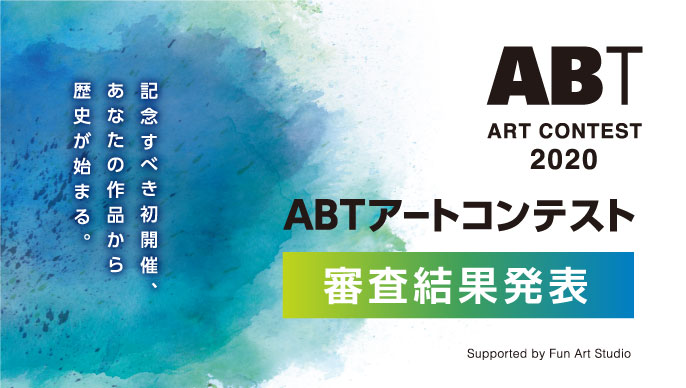 記念すべき初開催、
あなたの作品から
歴史が始まる。
ABT
ART CONTEST
2020
ABTアートコンテスト
審査結果発表
Supported by Fun Art Studio